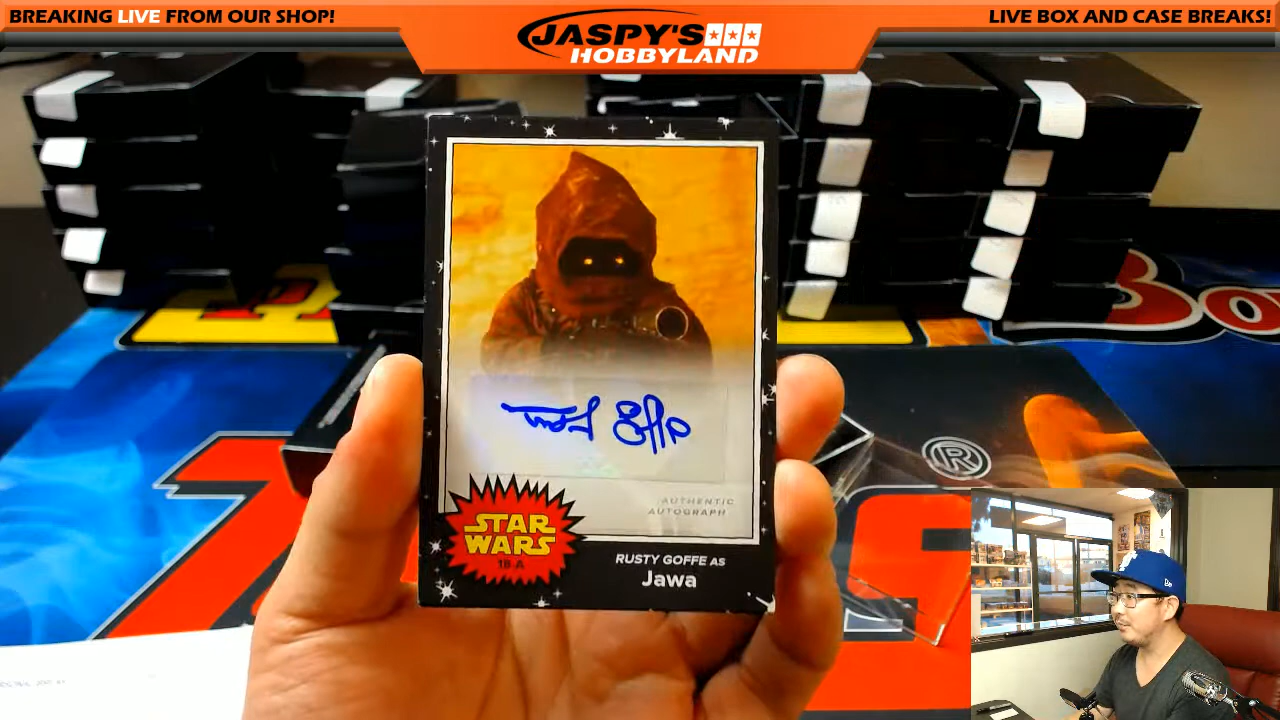 BREAKING LIVE FROM OUR SHOP!
JASPY'S
HOBBYLAND
LIVE BOX AND CASE BREAKS!
AUTHENTIC
AUTOGRAPH
STAR
WARS
18-A
RUSTY GOFFE AS
Jawa
®